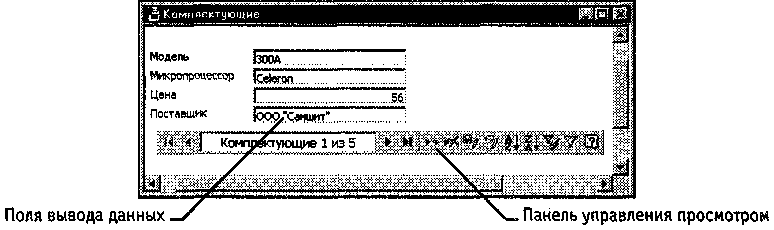 Комплектующие
Модель 300A
Микропроцессор Celeron
Цена 56
Поставщик ООО "Саншит"
Комплектующие 1 из 5
Поля вывода данных
Панель управления просмотром